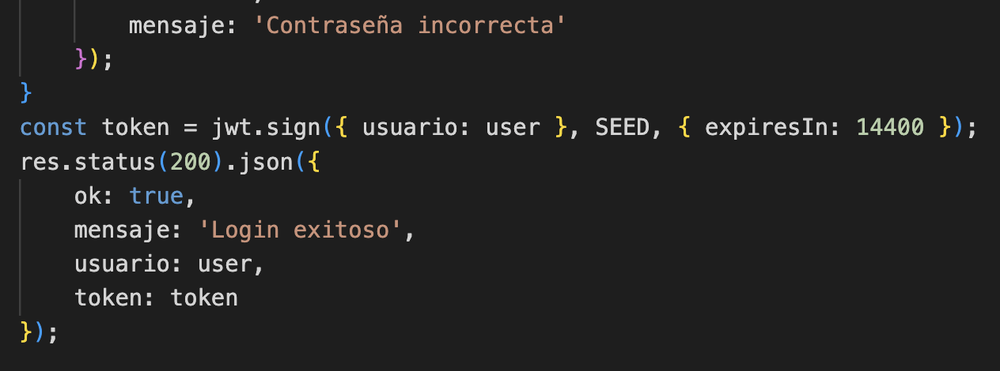 mensaje: 'Contraseña incorrecta'
});
}
const token = jwt.sign({ usuario: user }, SEED, { expiresIn: 14400 });
res.status(200).json({
ok: true,
mensaje: 'Login exitoso',
usuario: user,
token: token
});